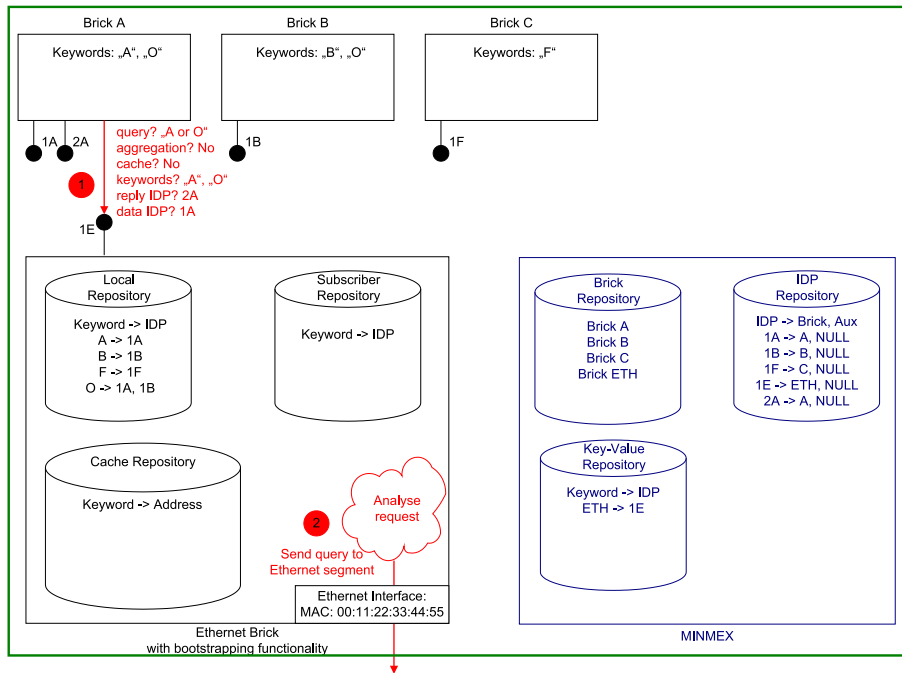 Brick A
Brick B
Brick C
Keywords: „A“, „O“
Keywords: „B“, „O“
Keywords: „F“
1A
2A
1B
1F
query? „A or O“
aggregation? No
cache? No
keywords? „A“, „O“
reply IDP? 2A
data IDP? 1A
1
1E
Local
Repository
Keyword -> IDP
A -> 1A
B -> 1B
F -> 1F
O -> 1A, 1B
Subscriber
Repository
Keyword -> IDP
Cache Repository
Keyword -> Address
Analyse
request
2
Send query to
Ethernet segment
Ethernet Interface:
MAC: 00:11:22:33:44:55
Ethernet Brick
with bootstrapping functionality
Brick
Repository
Brick A
Brick B
Brick C
Brick ETH
IDP
Repository
IDP -> Brick, Aux
1A -> A, NULL
1B -> B, NULL
1F -> C, NULL
1E -> ETH, NULL
2A -> A, NULL
Key-Value
Repository
Keyword -> IDP
ETH -> 1E
MINMEX